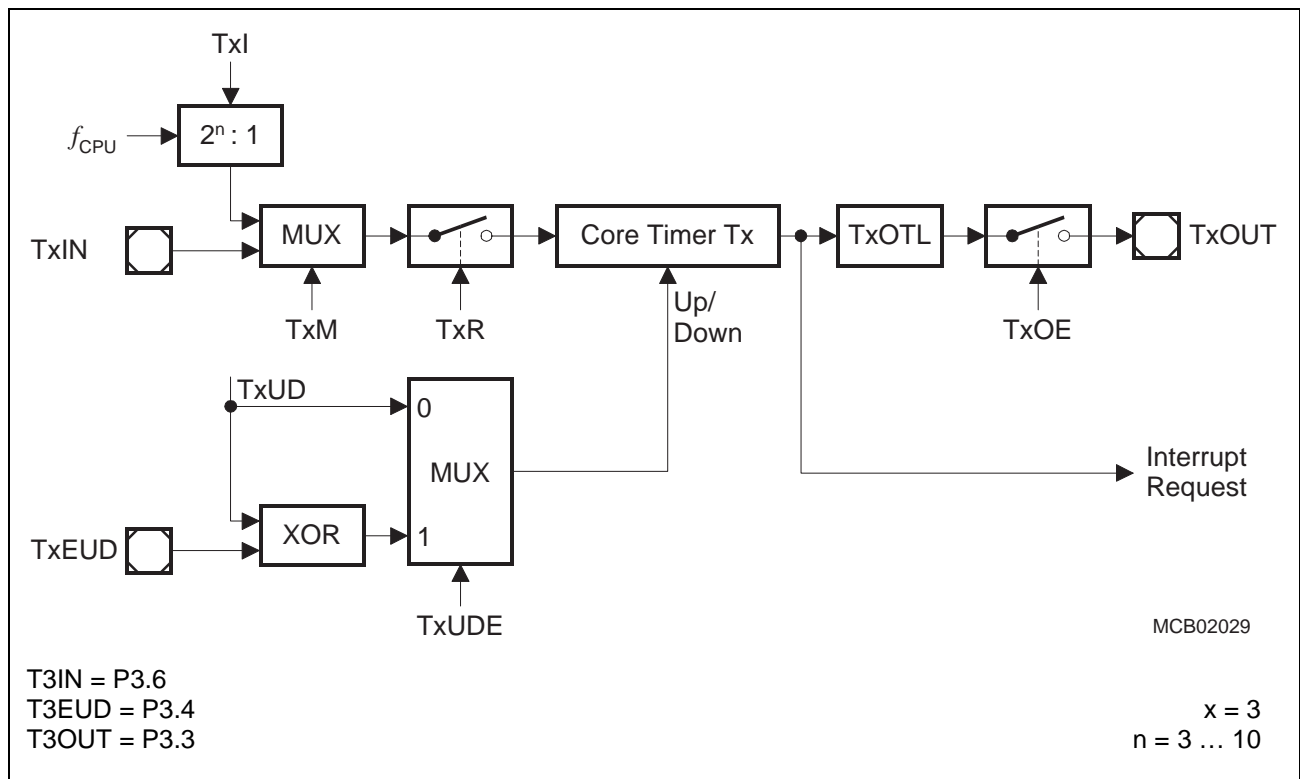 TxI
fCPU
2ⁿ : 1
TxIN
MUX
Core Timer Tx
TxOTL
TxOUT
TxM
TxR
Up/
Down
TxOE
TxUD
0
MUX
Interrupt
Request
TxEUD
XOR
1
TxUDE
MCB02029
T3IN = P3.6
T3EUD = P3.4
x = 3
T3OUT = P3.3
n = 3 … 10